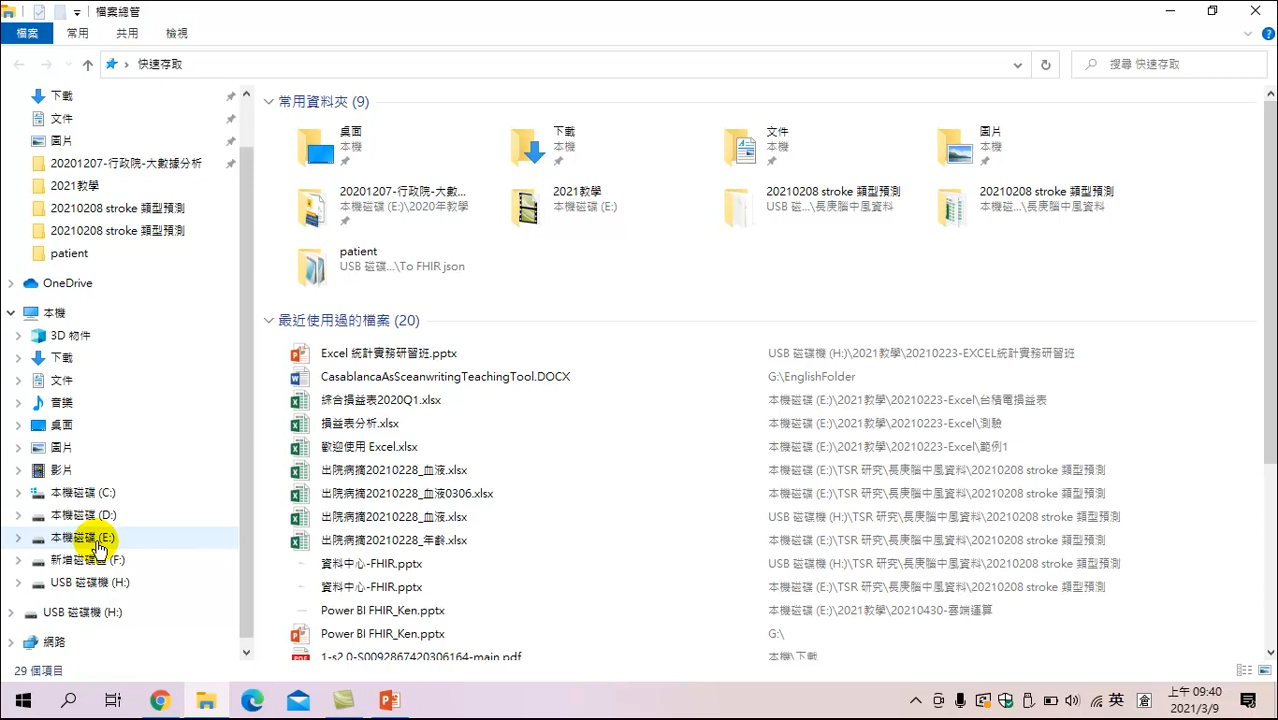 檔案總管
檔案 常用 共用 檢視
快速存取
搜尋 快速存取
下載
文件
圖片
20201207-行政院-大數據分析
2021教學
20210208 stroke 類型預測
20210208 stroke 類型預測
patient
OneDrive
本機
3D 物件
下載
文件
音樂
桌面
圖片
影片
本機磁碟 (C:)
本機磁碟 (D:)
本機磁碟 (E:)
新增磁碟區 (F:)
USB 磁碟機 (H:)
USB 磁碟機 (H:)
網路
常用資料夾 (9)
桌面
本機
下載
本機
文件
本機
圖片
本機
20201207-行政院-大數...
本機磁碟 (E:)\2020年教學
2021教學
本機磁碟 (E:)
20210208 stroke 類型預測
USB 磁...\長庚腦中風資料
20210208 stroke 類型預測
本機磁...\長庚腦中風資料
patient
USB 磁碟...\To FHIR json
最近使用過的檔案 (20)
Excel 統計實務研習班.pptx USB 磁碟機 (H:)\2021教學\20210223-EXCEL統計實務研習班
CasablancaAsSceanwritingTeachingTool.DOCX G:\EnglishFolder
綜合損益表2020Q1.xlsx 本機磁碟 (E:)\2021教學\20210223-Excel\台積電損益表
損益表分析.xlsx 本機磁碟 (E:)\2021教學\20210223-Excel\測驗
歡迎使用 Excel.xlsx 本機磁碟 (E:)\2021教學\20210223-Excel\範例1
出院病摘20210228_血液.xlsx 本機磁碟 (E:)\TSR 研究\長庚腦中風資料\20210208 stroke 類型預測
出院病摘20210228_血液0306.xlsx 本機磁碟 (E:)\TSR 研究\長庚腦中風資料\20210208 stroke 類型預測
出院病摘20210228_血液.xlsx USB 磁碟機 (H:)\TSR 研究\長庚腦中風資料\20210208 stroke 類型預測
出院病摘20210228_年齡.xlsx 本機磁碟 (E:)\TSR 研究\長庚腦中風資料\20210208 stroke 類型預測
資料中心-FHIR.pptx USB 磁碟機 (H:)\TSR 研究\長庚腦中風資料\20210208 stroke 類型預測
資料中心-FHIR.pptx 本機磁碟 (E:)\TSR 研究\長庚腦中風資料\20210208 stroke 類型預測
Power BI FHIR_Ken.pptx 本機磁碟 (E:)\2021教學\20210430-雲端運算
Power BI FHIR_Ken.pptx G:\
1-s2.0-S0092867420306164-main.pdf 本機\下載
29 個項目
英 倉
上午 09:40
2021/3/9